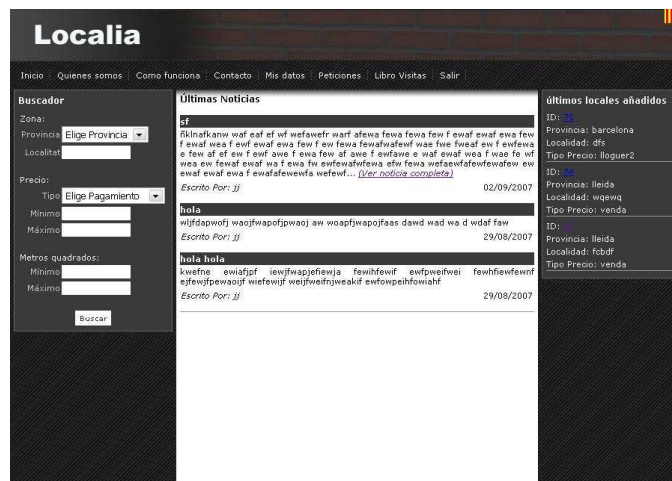 Localia
Inicio Quienes somos Como funciona Contacto Mis datos Peticiones Libro Visitas Salir
Buscador
Zona:
Provincia Elige Provincia
Localitat
Precio:
Tipo Elige Pagamiento
Mínimo
Máximo
Metros quadrados:
Mínimo
Máximo
Buscar
Últimas Noticias
sf
ñklnafkanw waf eaf ef wf wefawefr warf afewa fewa fewa few f ewaf ewaf ewa few
f ewaf wea f ewf ewaf ewa few f ew fewa fewafwafewf wae fwe fweaf ew f ewfewa
e few af ef ew f ewf awe f ewa few af awe f ewfawe e waf ewaf wea f wae fe wf
wea ew fewaf ewaf wa f ewa fw ewfewafwfewa efw fewa wefaewfafewfewafew ew
ewaf ewaf ewa f ewafafewewfa wefewf... (Ver noticia completa)
Escrito Por: jj 02/09/2007
hola
wljfdapwofj waojfwapofjpwaoj aw woapfjwapojfaas dawd wad wa d wdaf faw
Escrito Por: jj 29/08/2007
hola hola
kwefne ewiafjpf iewjfwapjefiewja fewihfewif ewfpweifwei fewhfiewfewnf
ejfewjfpewaoijf wiefewijf weijfweifnjweakif ewfowpeihfowiahf
Escrito Por: jj 29/08/2007
últimos locales añadidos
ID: 75
Provincia: barcelona
Localidad: dfs
Tipo Precio: lloguer2
ID: 74
Provincia: lleida
Localidad: wqewq
Tipo Precio: venda
ID:
Provincia: lleida
Localidad: fcbdf
Tipo Precio: venda